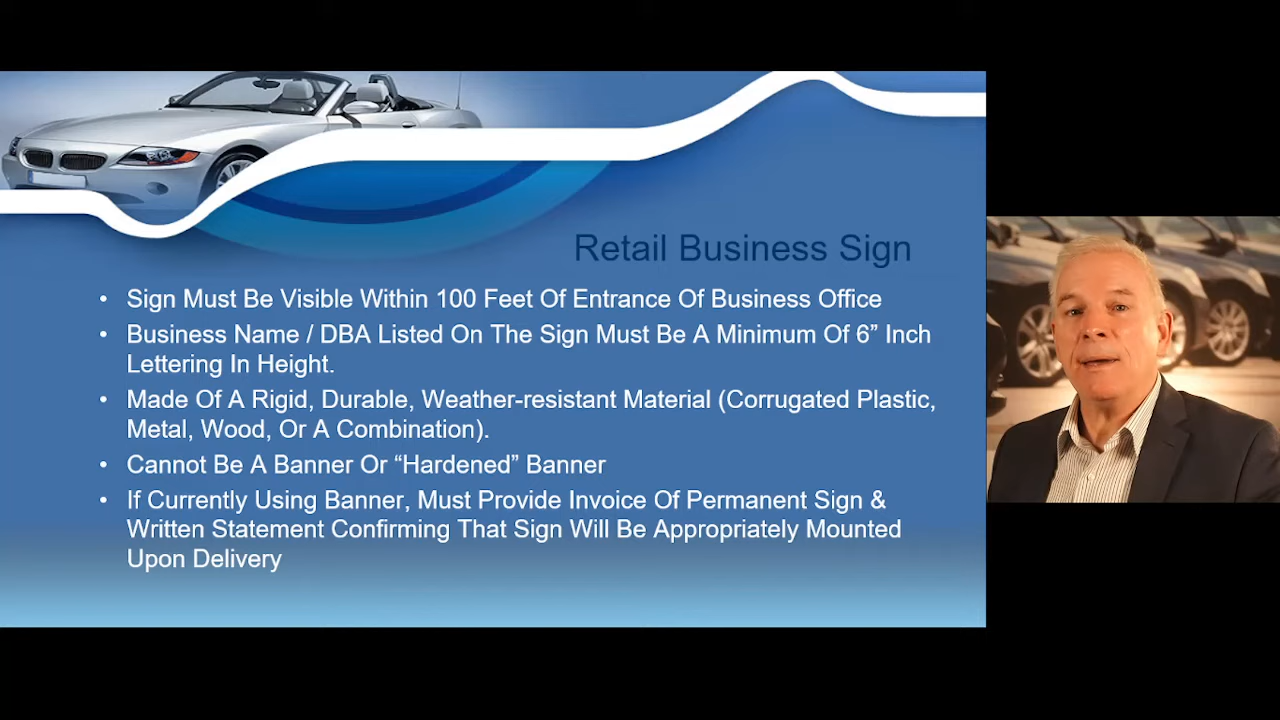 Retail Business Sign
• Sign Must Be Visible Within 100 Feet Of Entrance Of Business Office
• Business Name / DBA Listed On The Sign Must Be A Minimum Of 6” Inch
Lettering In Height.
• Made Of A Rigid, Durable, Weather-resistant Material (Corrugated Plastic,
Metal, Wood, Or A Combination).
• Cannot Be A Banner Or “Hardened” Banner
• If Currently Using Banner, Must Provide Invoice Of Permanent Sign &
Written Statement Confirming That Sign Will Be Appropriately Mounted
Upon Delivery